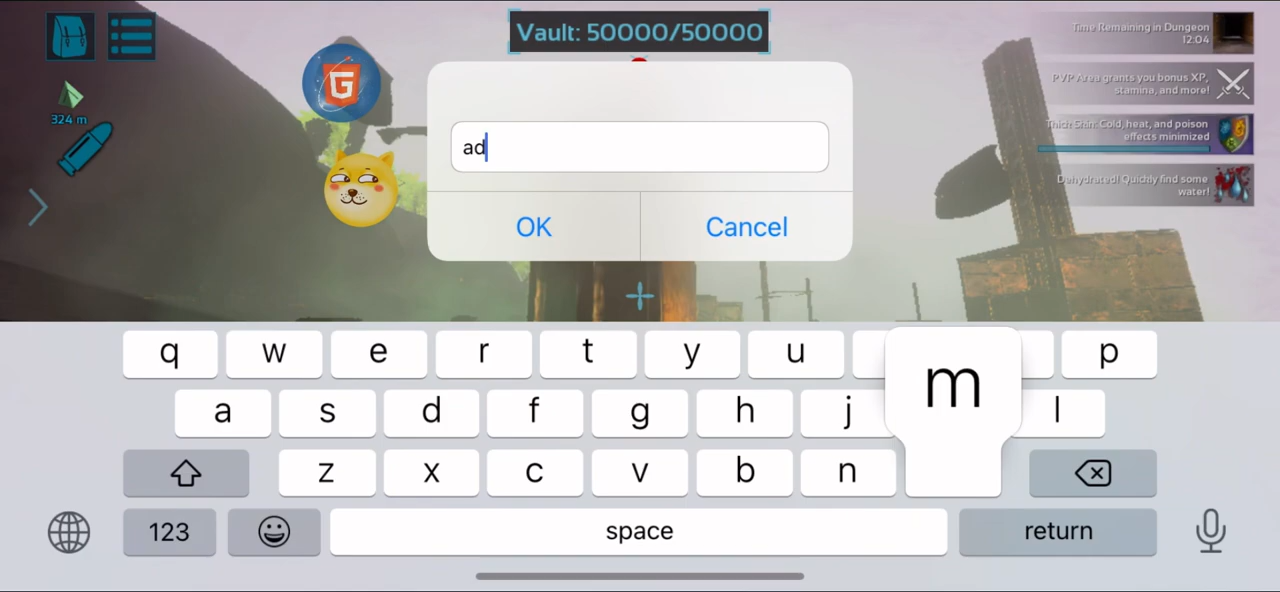 Vault: 50000/50000
Time Remaining in Dungeon
12:04
PVP Area grants you bonus XP,
stamina, and more!
Thick Skin: Cold, heat, and poison
effects minimized
Dehydrated! Quickly find some
water!
324 m
G
ad
OK
Cancel
q w e r t y u p
a s d f g h j l
m
z x c v b n
123
space
return